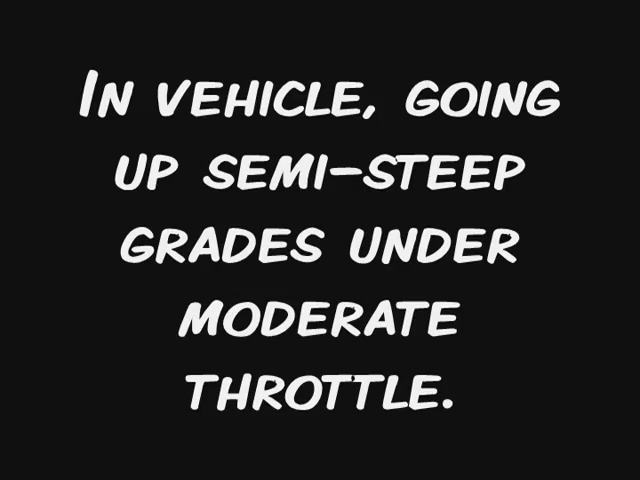 In vehicle, going
up semi-steep
grades under
moderate
throttle.